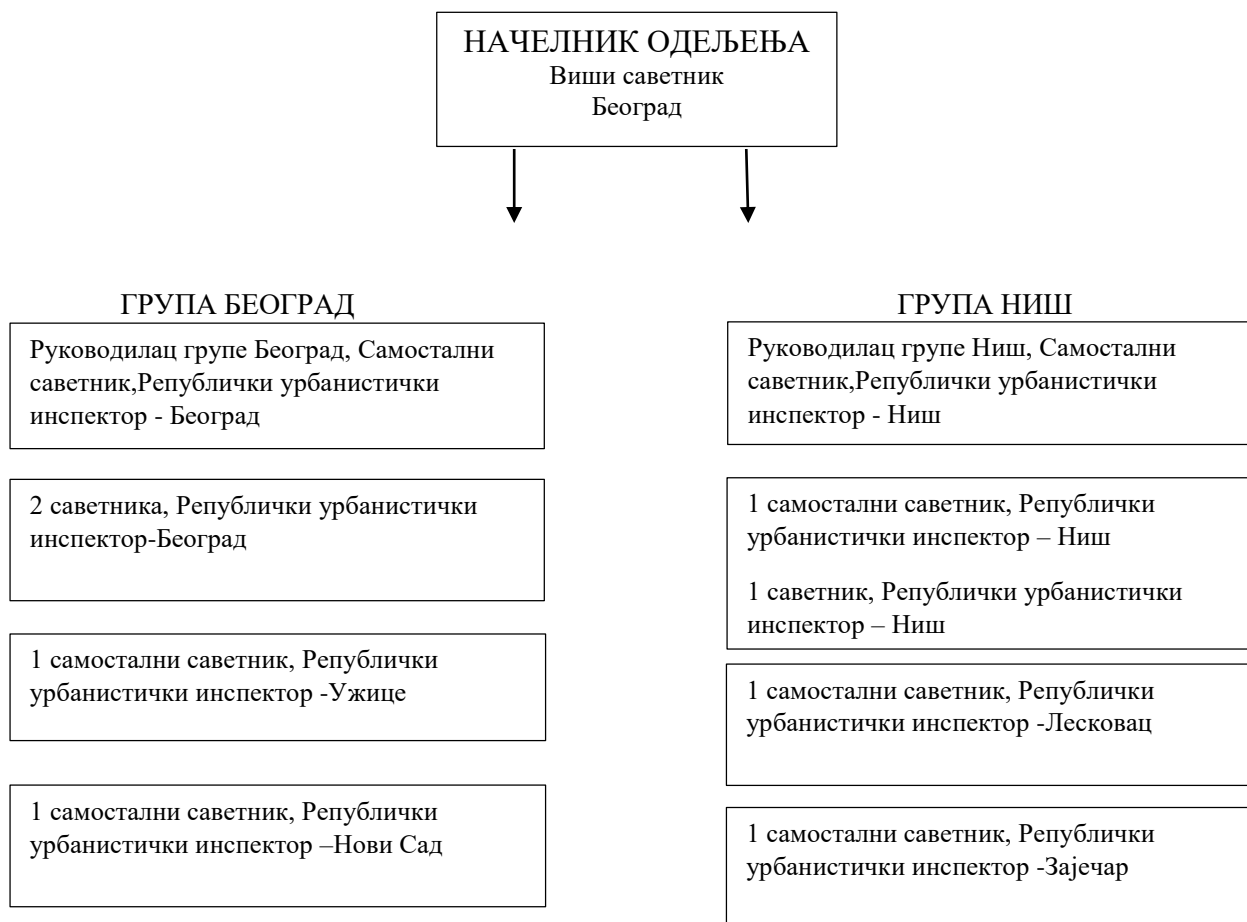 НАЧЕЛНИК ОДЕЉЕЊА
Виши саветник
Београд
ГРУПА БЕОГРАД
Руководилац групе Београд, Самостални
саветник,Републички урбанистички
инспектор - Београд
2 саветника, Републички урбанистички
инспектор-Београд
1 самостални саветник, Републички
урбанистички инспектор -Ужице
1 самостални саветник, Републички
урбанистички инспектор –Нови Сад
ГРУПА НИШ
Руководилац групе Ниш, Самостални
саветник,Републички урбанистички
инспектор - Ниш
1 самостални саветник, Републички
урбанистички инспектор – Ниш
1 саветник, Републички урбанистички
инспектор – Ниш
1 самостални саветник, Републички
урбанистички инспектор -Лесковац
1 самостални саветник, Републички
урбанистички инспектор -Зајечар